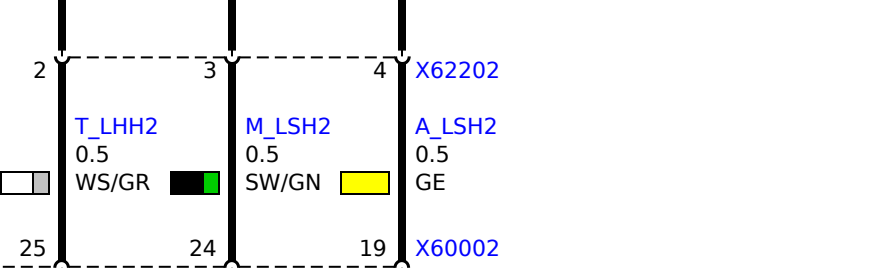 2 3 4 X62202
T_LHH2 M_LSH2 A_LSH2
0.5 0.5 0.5
WS/GR SW/GN GE
25 24 19 X60002